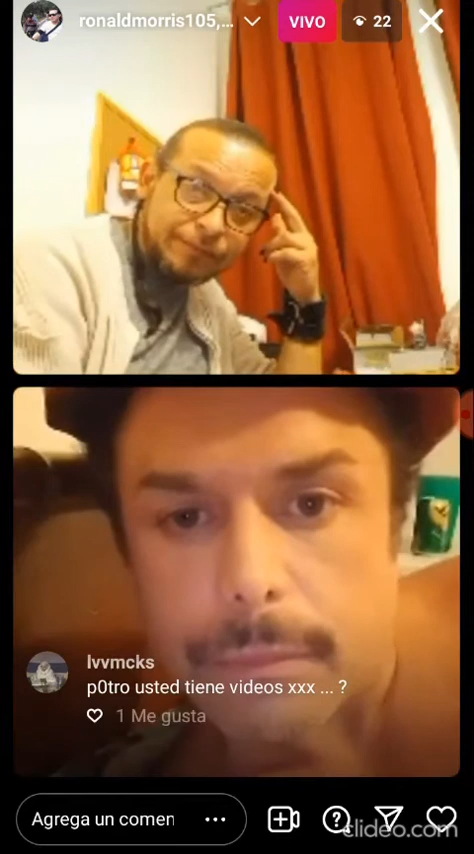 ronaldmorris105,...
VIVO
22
lvvmcks
p0tro usted tiene videos xxx ... ?
1 Me gusta
Agrega un comen
clideo.com